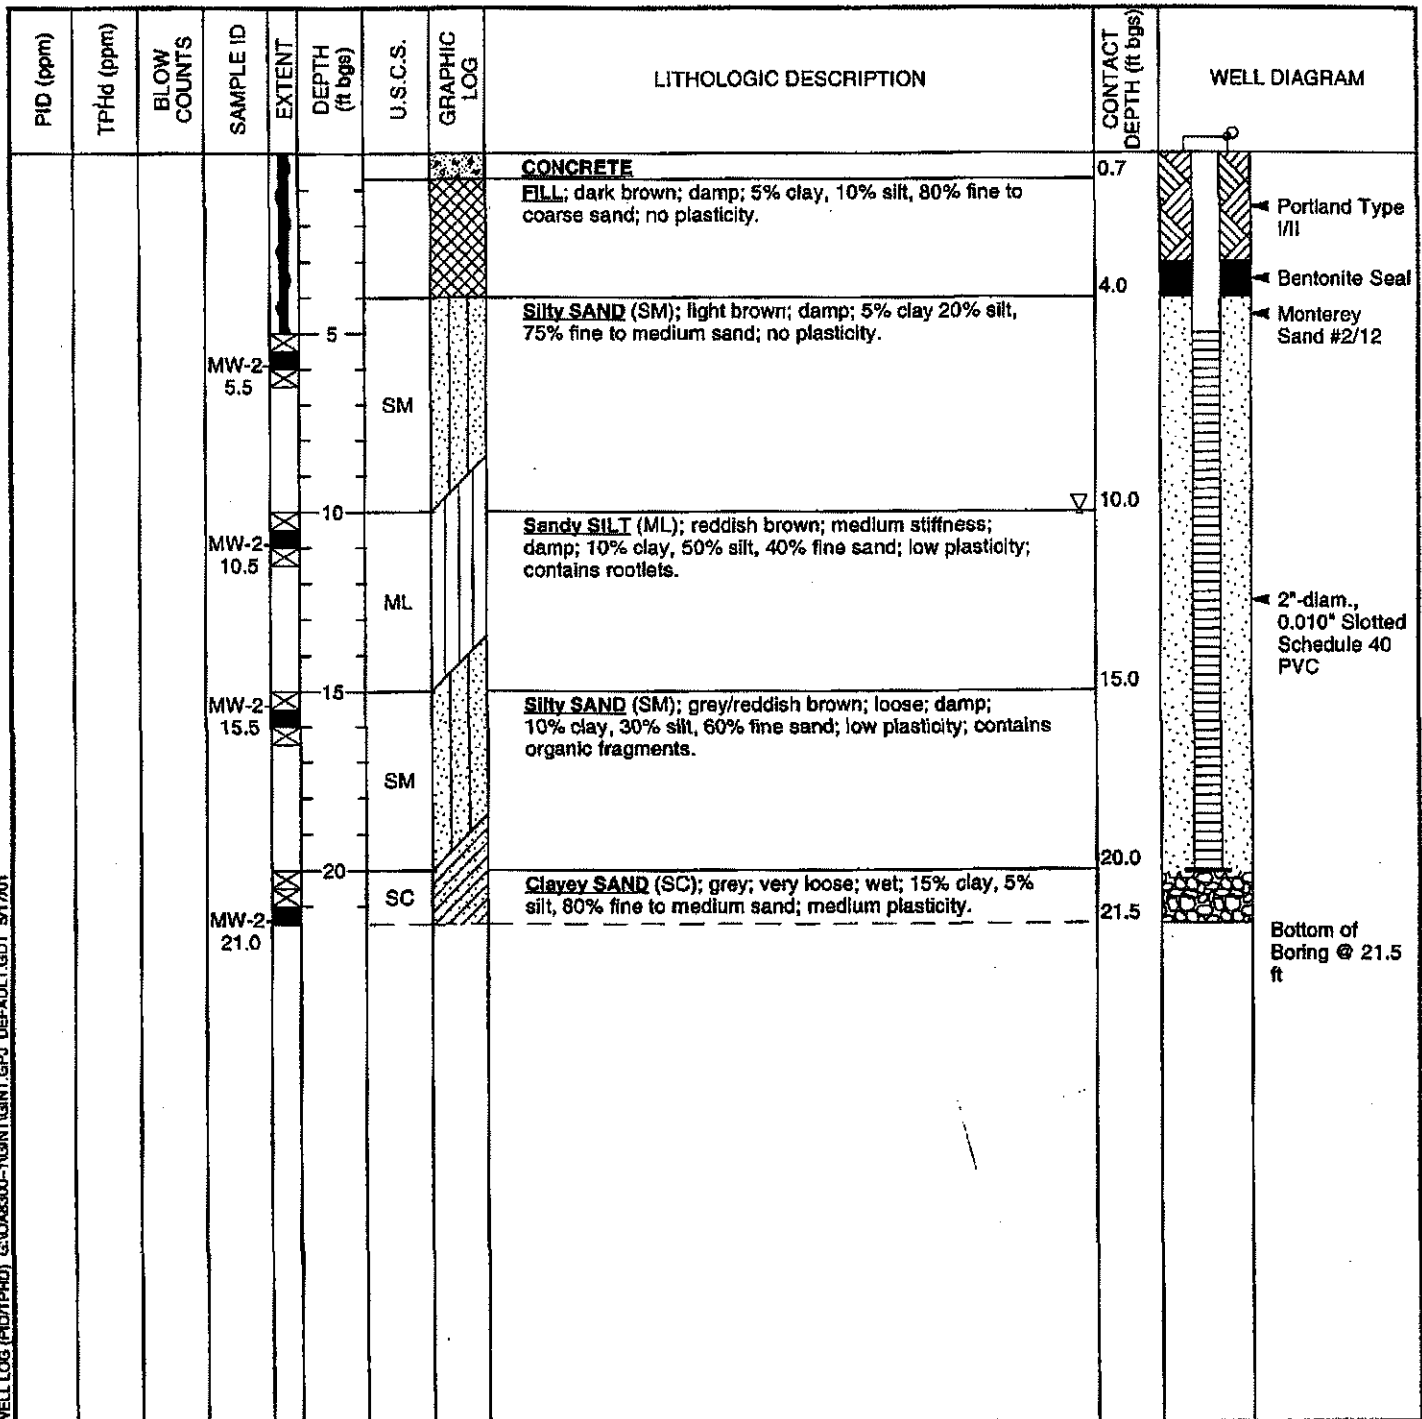 PID (ppm)
TPHd (ppm)
BLOW
COUNTS
SAMPLE ID
EXTENT
DEPTH
(ft bgs)
U.S.C.S.
GRAPHIC
LOG
LITHOLOGIC DESCRIPTION
CONTACT
DEPTH (ft bgs)
WELL DIAGRAM
CONCRETE
0.7
FILL; dark brown; damp; 5% clay, 10% silt, 80% fine to
coarse sand; no plasticity.
Portland Type
I/II
Bentonite Seal
4.0
Silty SAND (SM); light brown; damp; 5% clay 20% silt,
75% fine to medium sand; no plasticity.
Monterey
Sand #2/12
5
MW-2
5.5
SM
10
10.0
Sandy SILT (ML); reddish brown; medium stiffness;
damp; 10% clay, 50% silt, 40% fine sand; low plasticity;
contains rootlets.
MW-2
10.5
ML
2"-diam.,
0.010" Slotted
Schedule 40
PVC
15
15.0
Silty SAND (SM); grey/reddish brown; loose; damp;
10% clay, 30% silt, 60% fine sand; low plasticity; contains
organic fragments.
MW-2
15.5
SM
20
20.0
Clayey SAND (SC); grey; very loose; wet; 15% clay, 5%
silt, 80% fine to medium sand; medium plasticity.
SC
21.5
MW-2
21.0
Bottom of
Boring @ 21.5
ft
WELL LOG (PID/TPHD)
DEFAULT.GDT